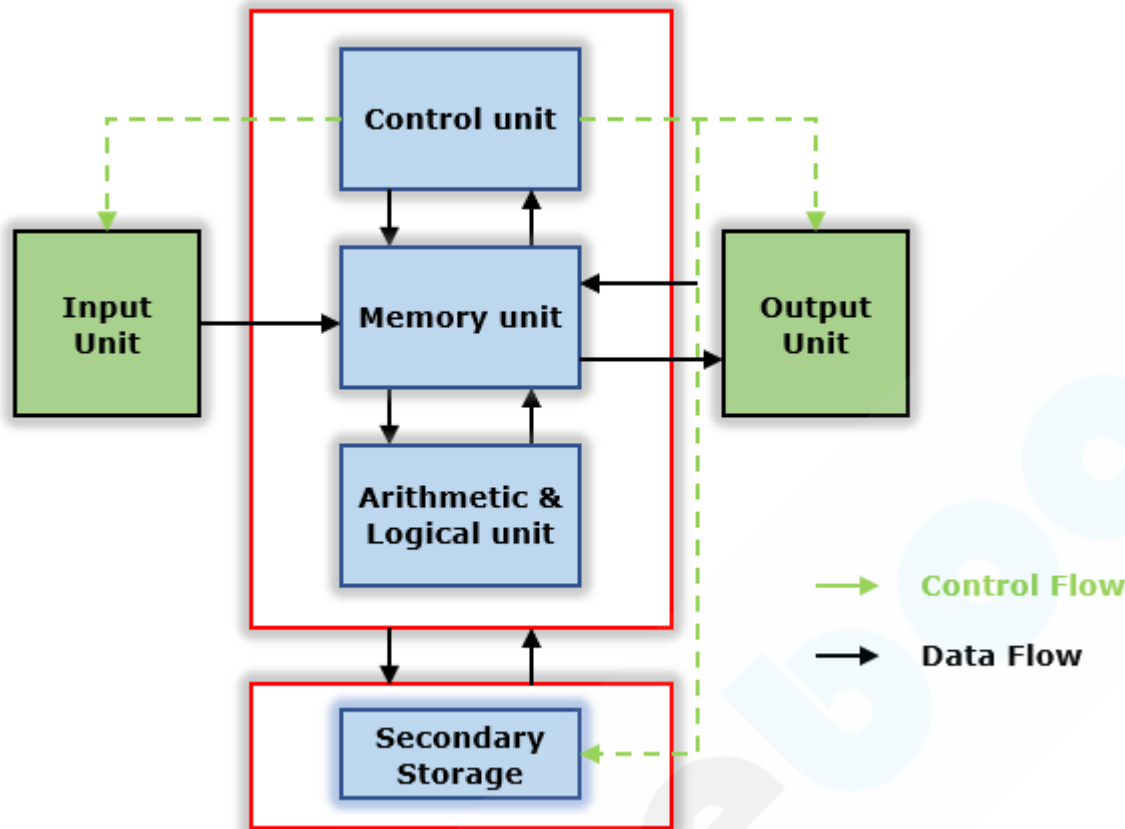 Control unit
Input
Unit
Memory unit
Output
Unit
Arithmetic &
Logical unit
Control Flow
Data Flow
Secondary
Storage